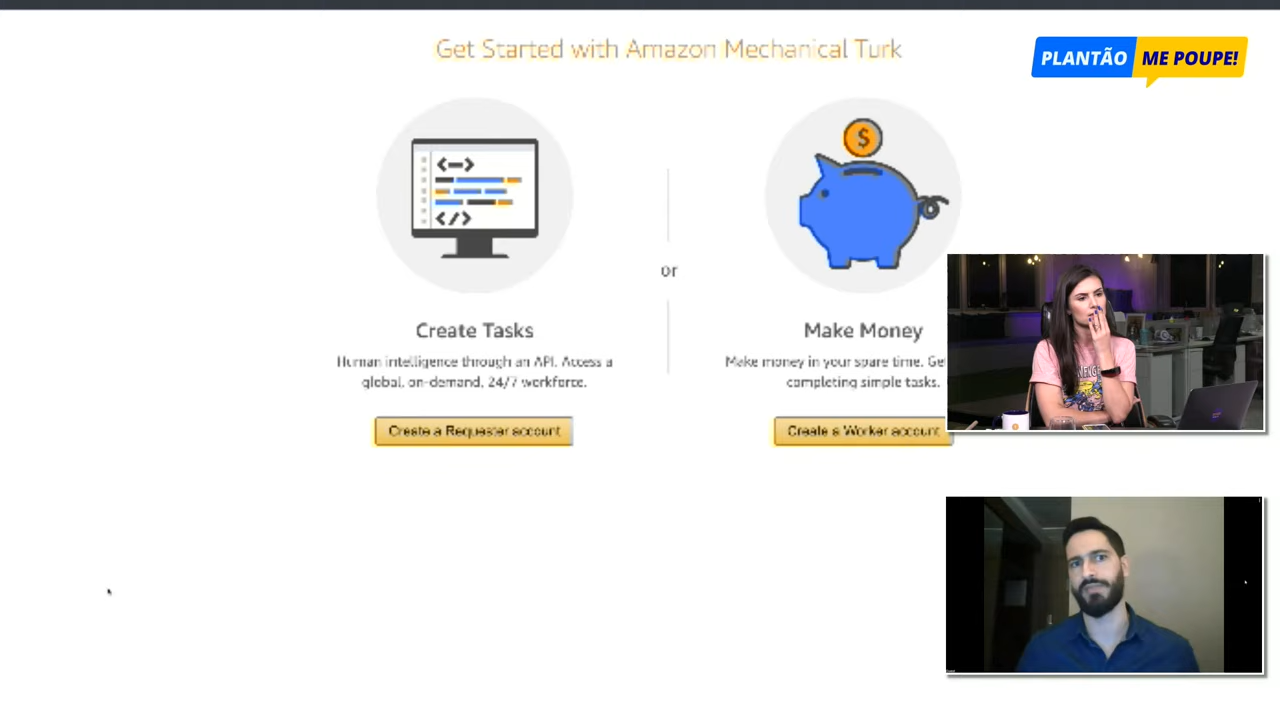 Get Started with Amazon Mechanical Turk
PLANTÃO ME POUPE!
<—>
</>
$
or
Create Tasks
Human intelligence through an API. Access a
global, on-demand, 24/7 workforce.
Create a Requester account
Make Money
Make money in your spare time. Get
completing simple tasks.
Create a Worker account